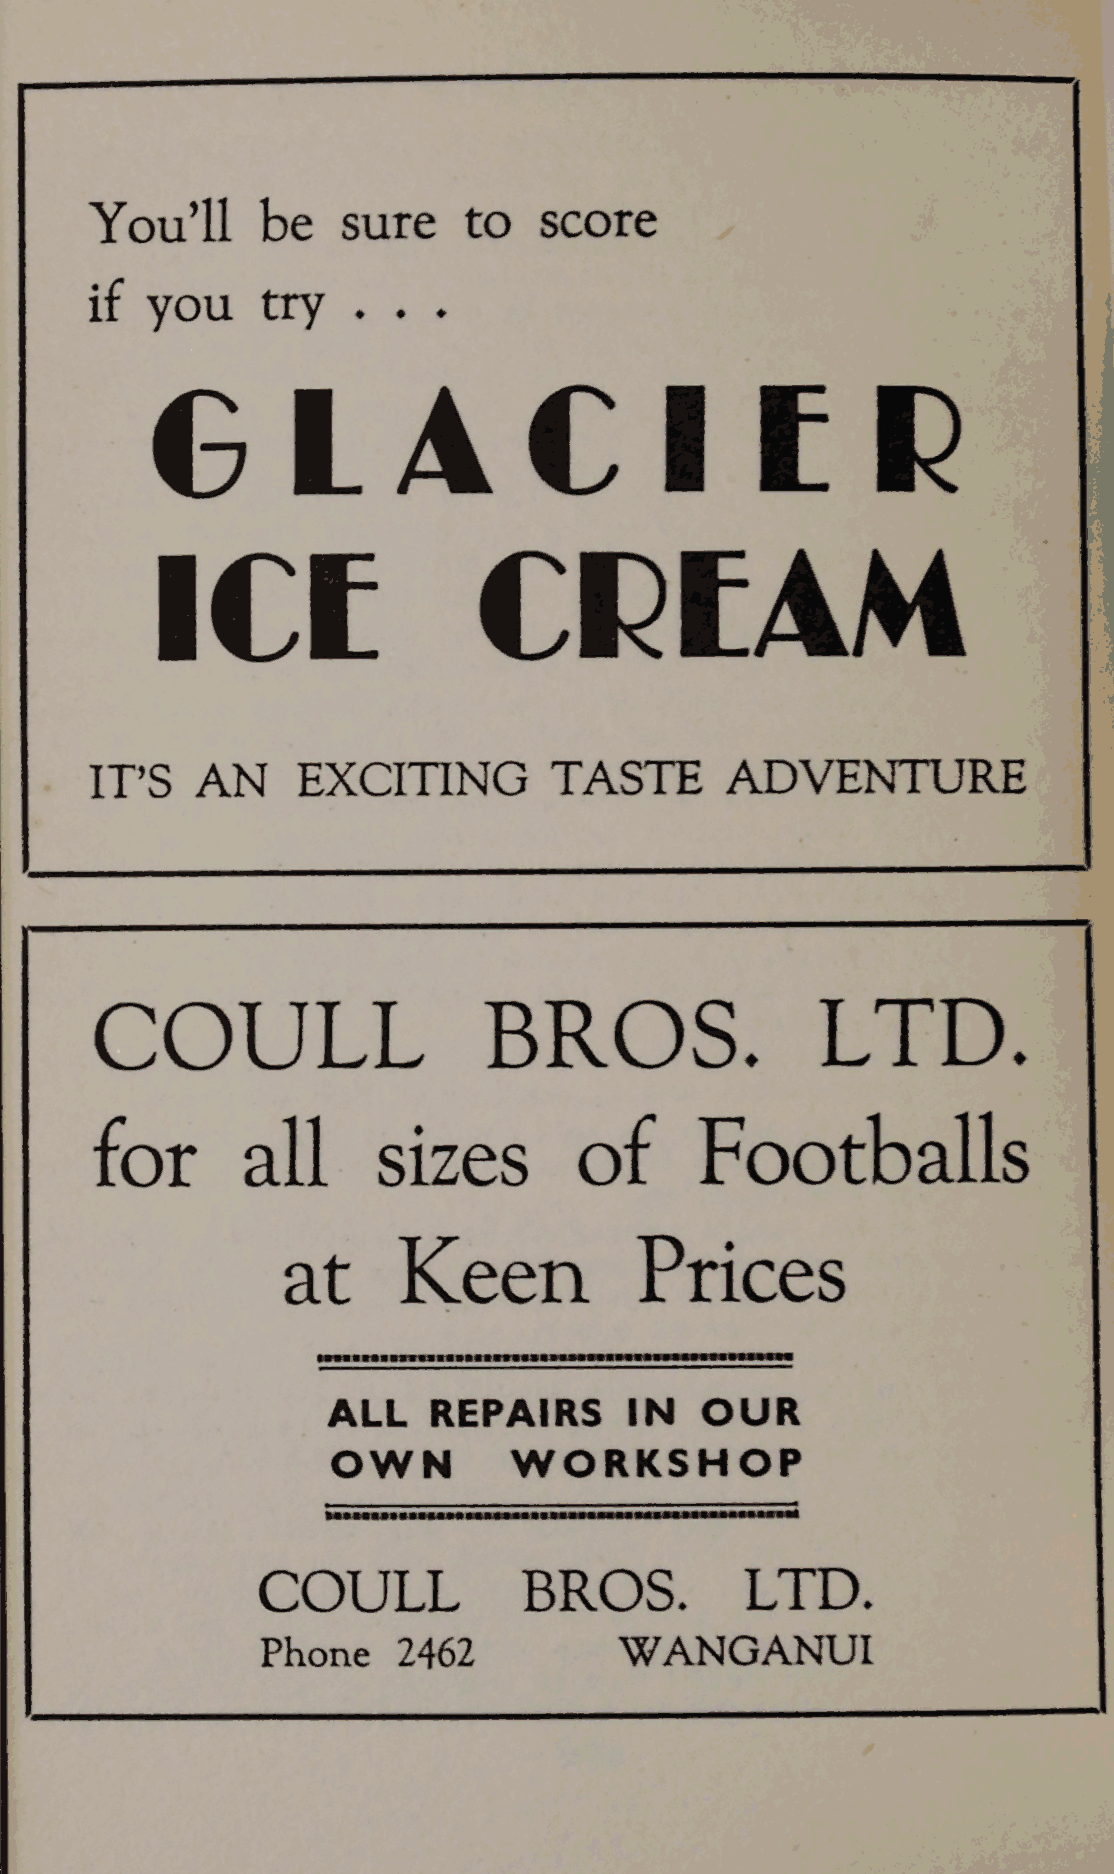 You'll be sure to score
if you try . . .
GLACIER
ICE CREAM
IT'S AN EXCITING TASTE ADVENTURE
COULL BROS. LTD.
for all sizes of Footballs
at Keen Prices
ALL REPAIRS IN OUR
OWN WORKSHOP
COULL BROS. LTD.
Phone 2462 WANGANUI